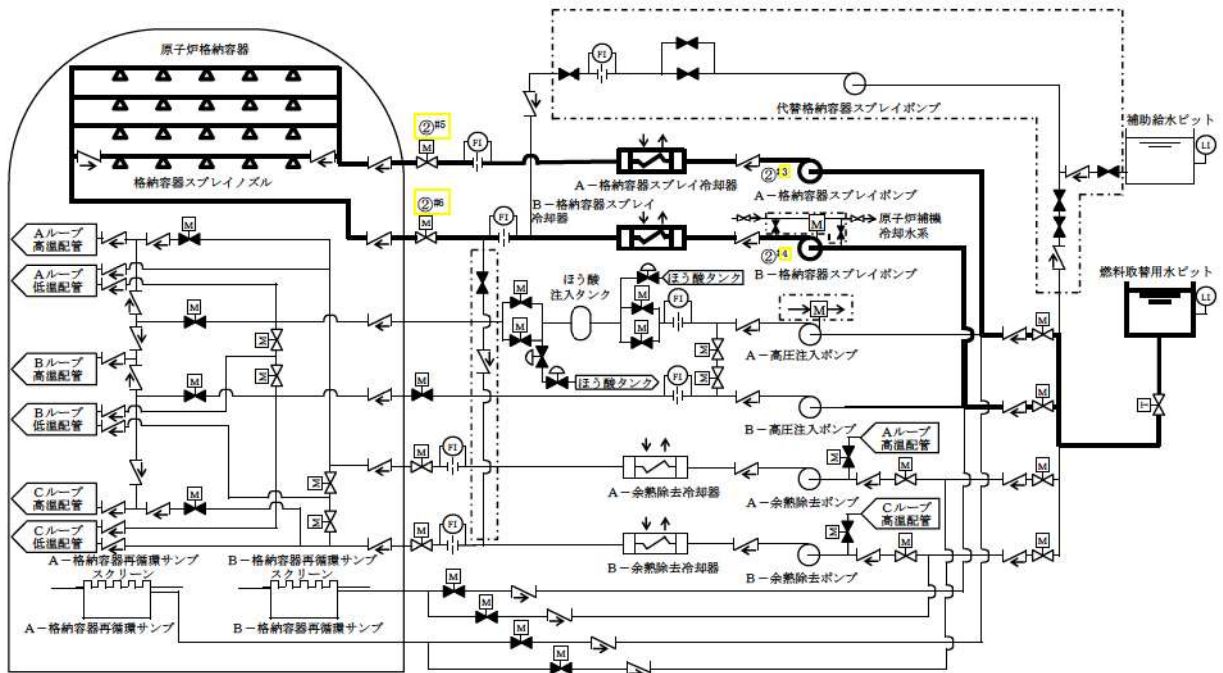 原子炉格納容器
格納容器スプレイノズル
②#5
M
FI
②#6
M
FI
FI
代替格納容器スプレイポンプ
補助給水ピット
LI
A-格納容器スプレイ冷却器
②#3
A-格納容器スプレイポンプ
B-格納容器スプレイ
冷却器
M
原子炉補機
冷却水系
②#4
B-格納容器スプレイポンプ
燃料取替用水ピット
LI
Aループ
高温配管
M
Aループ
低温配管
M
ほう酸
注入タンク
ほう酸タンク
M
M
M
M
FI
M
A-高圧注入ポンプ
M
M
Bループ
高温配管
M
M
M
M
M
ほう酸タンク
FI
M
M
T
Bループ
低温配管
B-高圧注入ポンプ
Aループ
高温配管
M
FI
M
M
M
A-余熱除去冷却器
A-余熱除去ポンプ
Cループ
高温配管
M
M
Cループ
高温配管
Cループ
低温配管
M
M
FI
M
M
M
B-余熱除去冷却器
B-余熱除去ポンプ
A-格納容器再循環サンプ
スクリーン
B-格納容器再循環サンプ
スクリーン
M
M
A-格納容器再循環サンプ
B-格納容器再循環サンプ
M
M